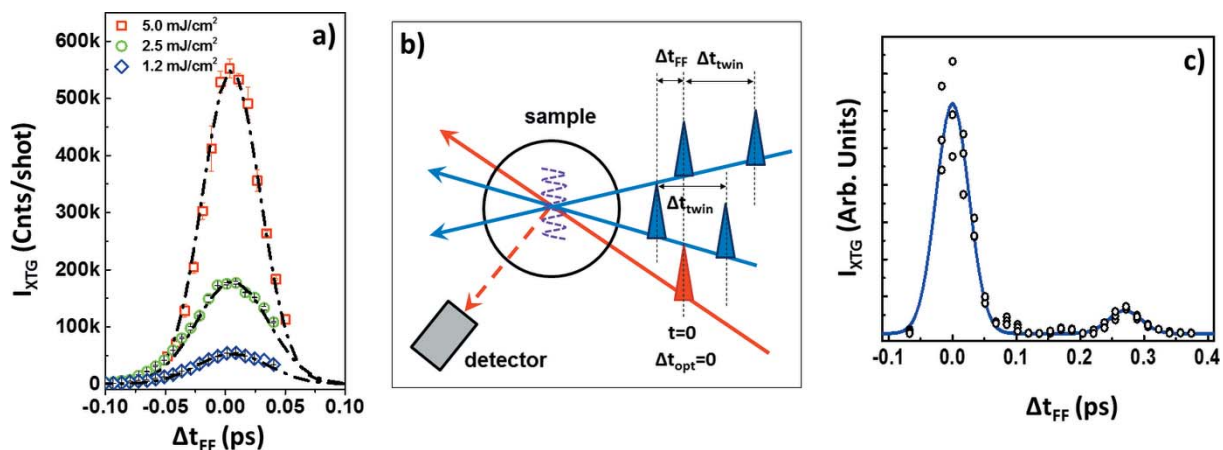 a)
5.0 mJ/cm²
2.5 mJ/cm²
1.2 mJ/cm²
600k
500k
400k
300k
200k
100k
0
I_XTG (Cnts/shot)
-0.10 -0.05 0.00 0.05 0.10
Δt_FF (ps)
b)
Δt_FF Δt_twin
sample
Δt_twin
detector
t=0
Δt_opt=0
c)
I_XTG (Arb. Units)
-0.1 0.0 0.1 0.2 0.3 0.4
Δt_FF (ps)